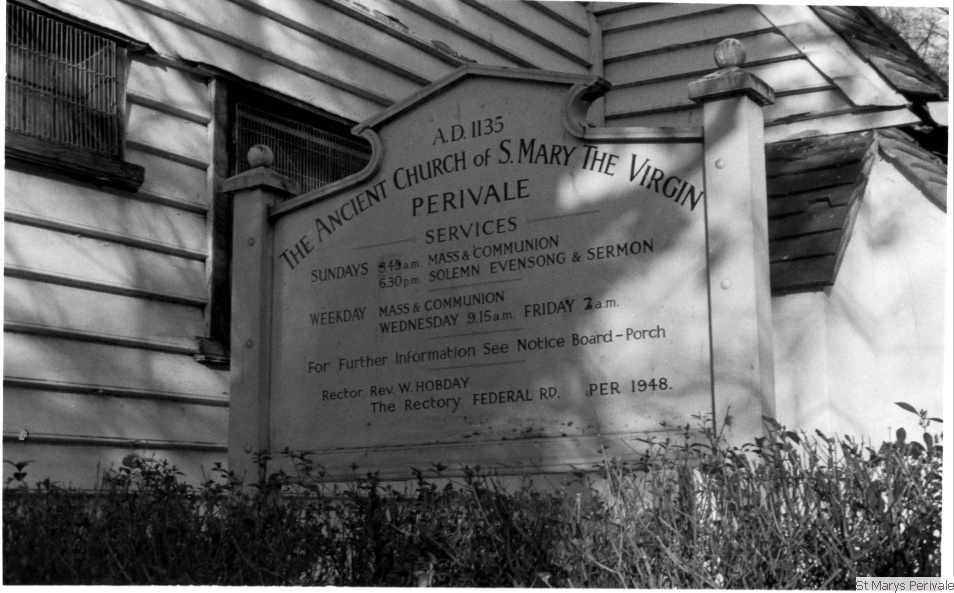 A.D. 1135
THE ANCIENT CHURCH OF S. MARY THE VIRGIN
PERIVALE
SERVICES
SUNDAYS a.m. MASS & COMMUNION
6.30 p.m. SOLEMN EVENSONG & SERMON
WEEKDAY MASS & COMMUNION
WEDNESDAY 9.15 a.m. FRIDAY 7 a.m.
For Further Information See Notice Board - Porch
Rector. Rev. W. HOBDAY
The Rectory FEDERAL RD. PER 1948.
St Marys Perivale